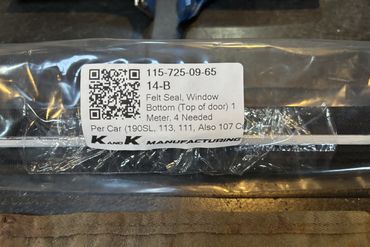 115-725-09-65
14-B
Felt Seal, Window
Bottom (Top of door) 1
Meter, 4 Needed
Per Car (190SL, 113, 111, Also 107 Co
K AND K MANUFACTURING